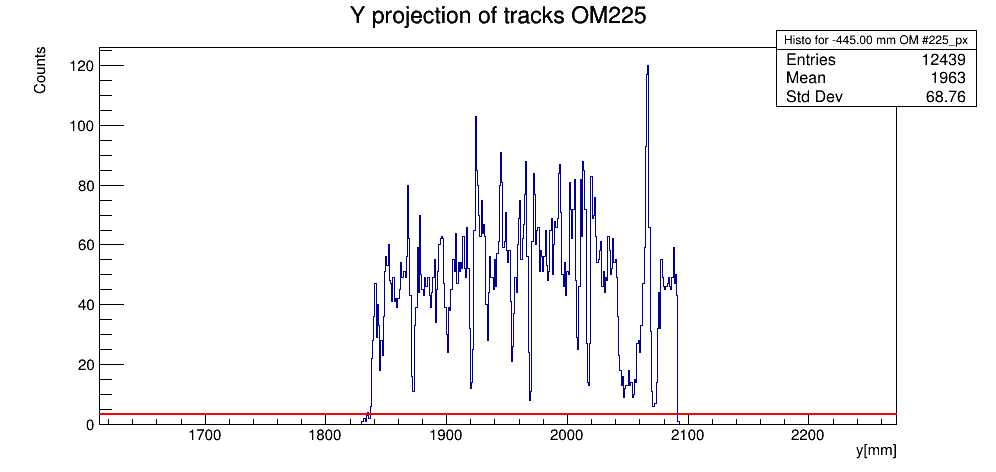 Y projection of tracks OM225
Histo for -445.00 mm OM #225_px
Entries 12439
Mean 1963
Std Dev 68.76
Counts
120
100
80
60
40
20
0
1700 1800 1900 2000 2100 2200
y[mm]